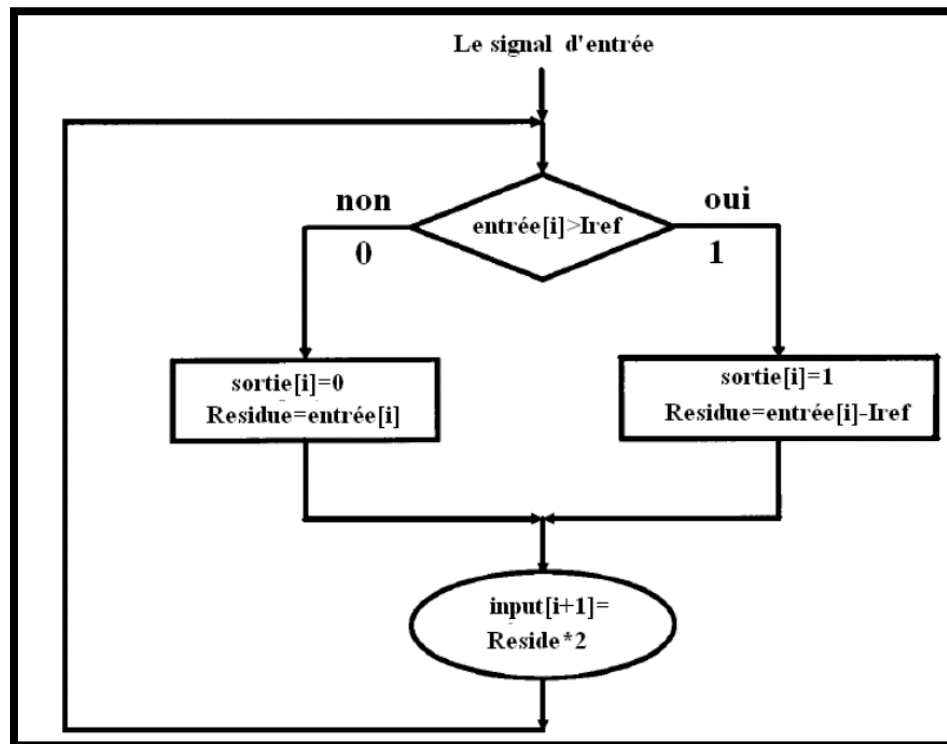 Le signal d'entrée
non
oui
entrée[i]>Iref
0
1
sortie[i]=0
Residue=entrée[i]
sortie[i]=1
Residue=entrée[i]-Iref
input[i+1]=
Reside*2